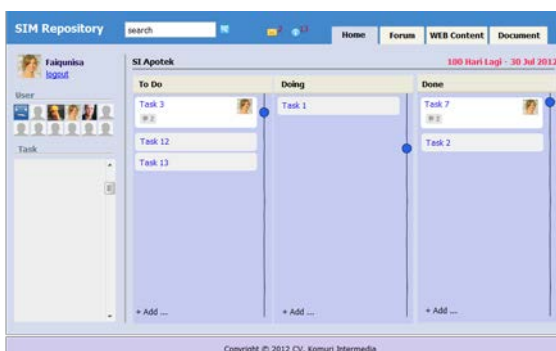 SIM Repository
search
Home Forum WEB Content Document
Faiqunisa
logout
SI Apotek
100 Hari Lagi - 30 Jul 2012
User
Task
To Do
Task 3
2
Task 12
Task 13
+ Add ...
Doing
Task 1
+ Add ...
Done
Task 7
2
Task 2
+ Add ...
Copyright © 2012 CV. Komuri Intermedia